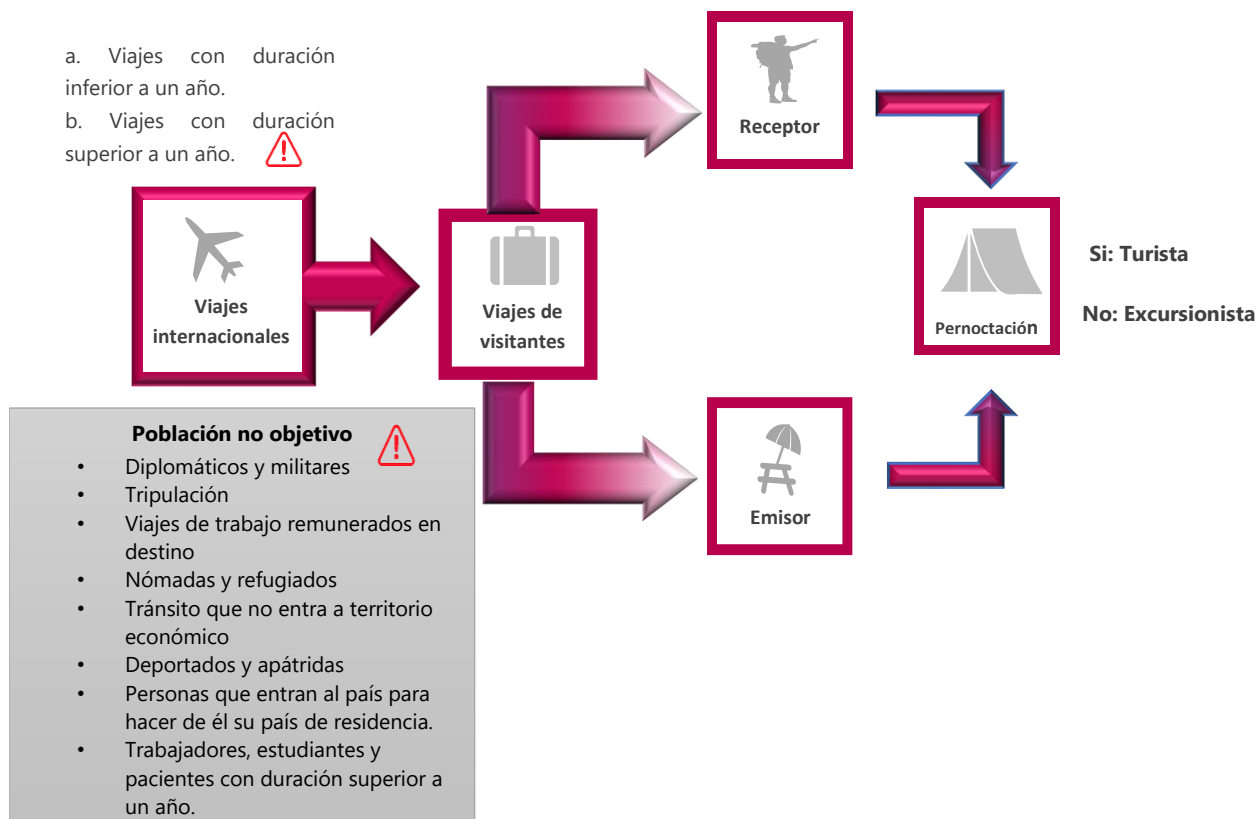 a. Viajes con duración
inferior a un año.
b. Viajes con duración
superior a un año.
Viajes
internacionales
Viajes de
visitantes
Receptor
Emisor
Pernoctación
Si: Turista
No: Excursionista
Población no objetivo
• Diplomáticos y militares
• Tripulación
• Viajes de trabajo remunerados en
destino
• Nómadas y refugiados
• Tránsito que no entra a territorio
económico
• Deportados y apátridas
• Personas que entran al país para
hacer de él su país de residencia.
• Trabajadores, estudiantes y
pacientes con duración superior a
un año.